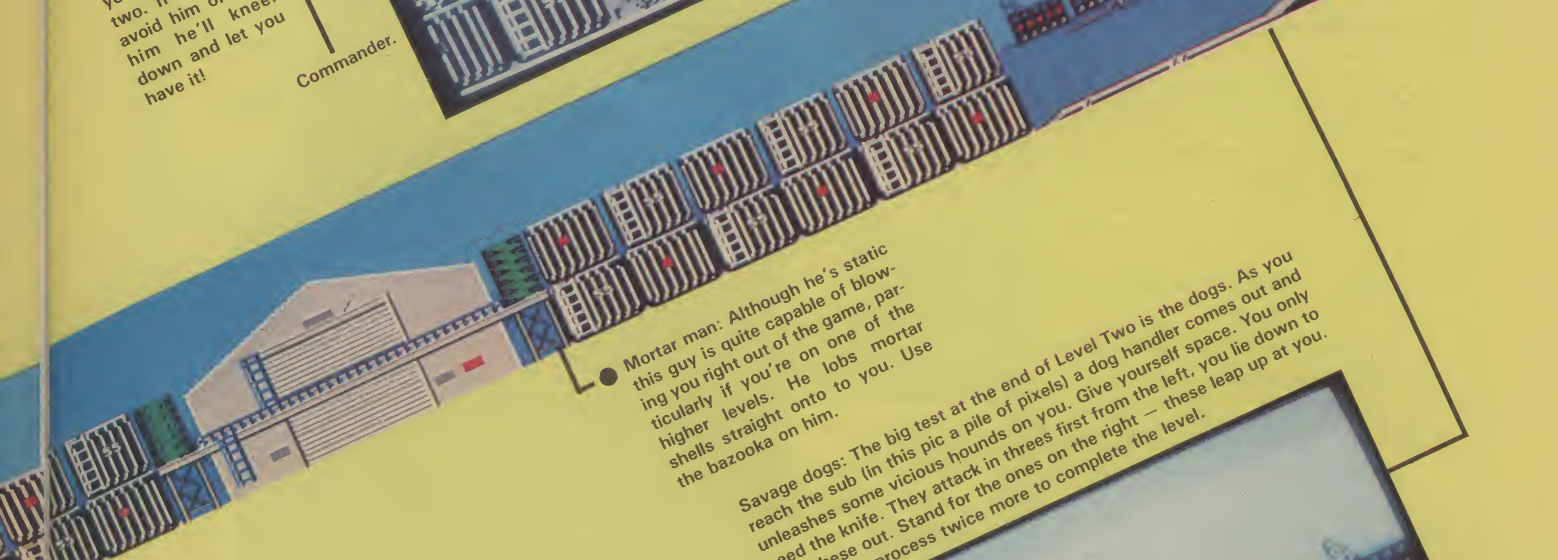 two.
avoid him or
him he'll kneel
down and let you
have it!
Commander.
Mortar man: Although he's static
this guy is quite capable of blow-
ing you right out of the game, par-
ticularly if you're on one of the
higher levels. He lobs mortar
shells straight onto to you. Use
the bazooka on him.
Savage dogs: The big test at the end of Level Two is the dogs. As you
reach the sub (in this pic a pile of pixels) a dog handler comes out and
unleashes some vicious hounds on you. Give yourself space. You only
the knife. They attack in threes first from the left, you lie down to
out. Stand for the ones on the right — these leap up at you.
process twice more to complete the level.